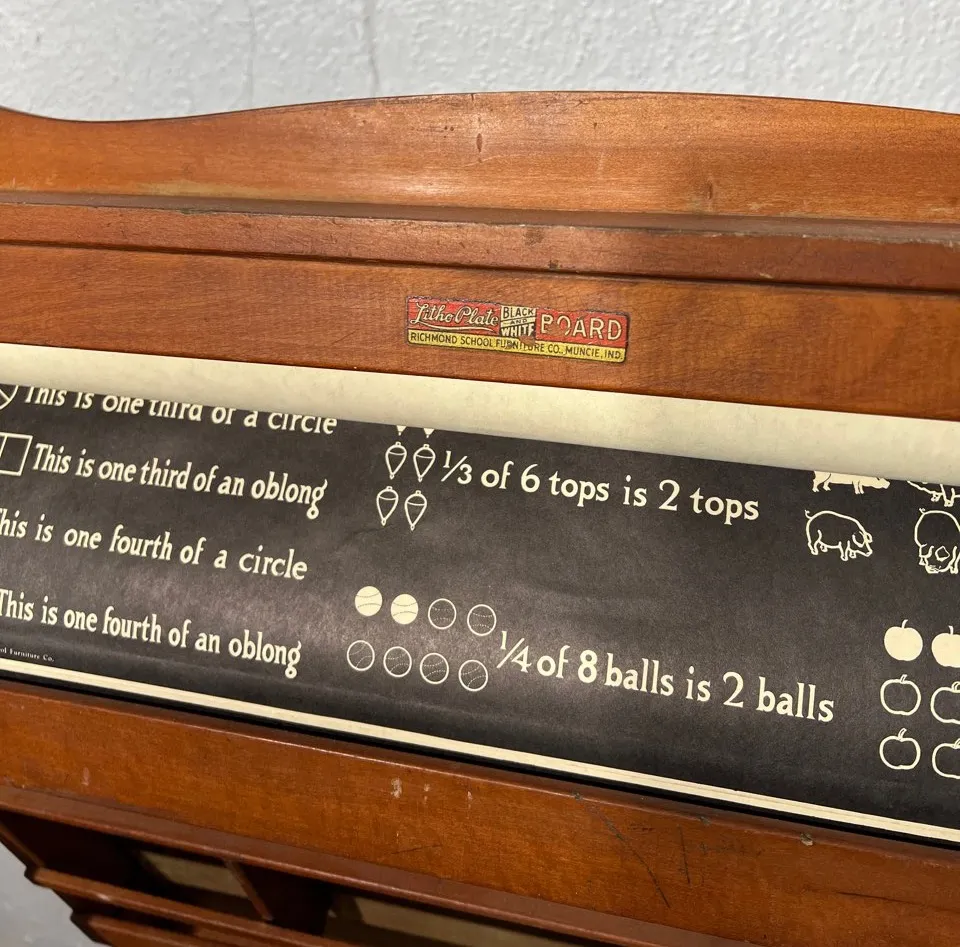 Litho-Plate BLACK AND WHITE BOARD
RICHMOND SCHOOL FURNITURE CO., MUNCIE, IND.
This is one third of a circle
This is one third of an oblong
This is one fourth of a circle
This is one fourth of an oblong
Furniture Co.
1/3 of 6 tops is 2 tops
1/4 of 8 balls is 2 balls